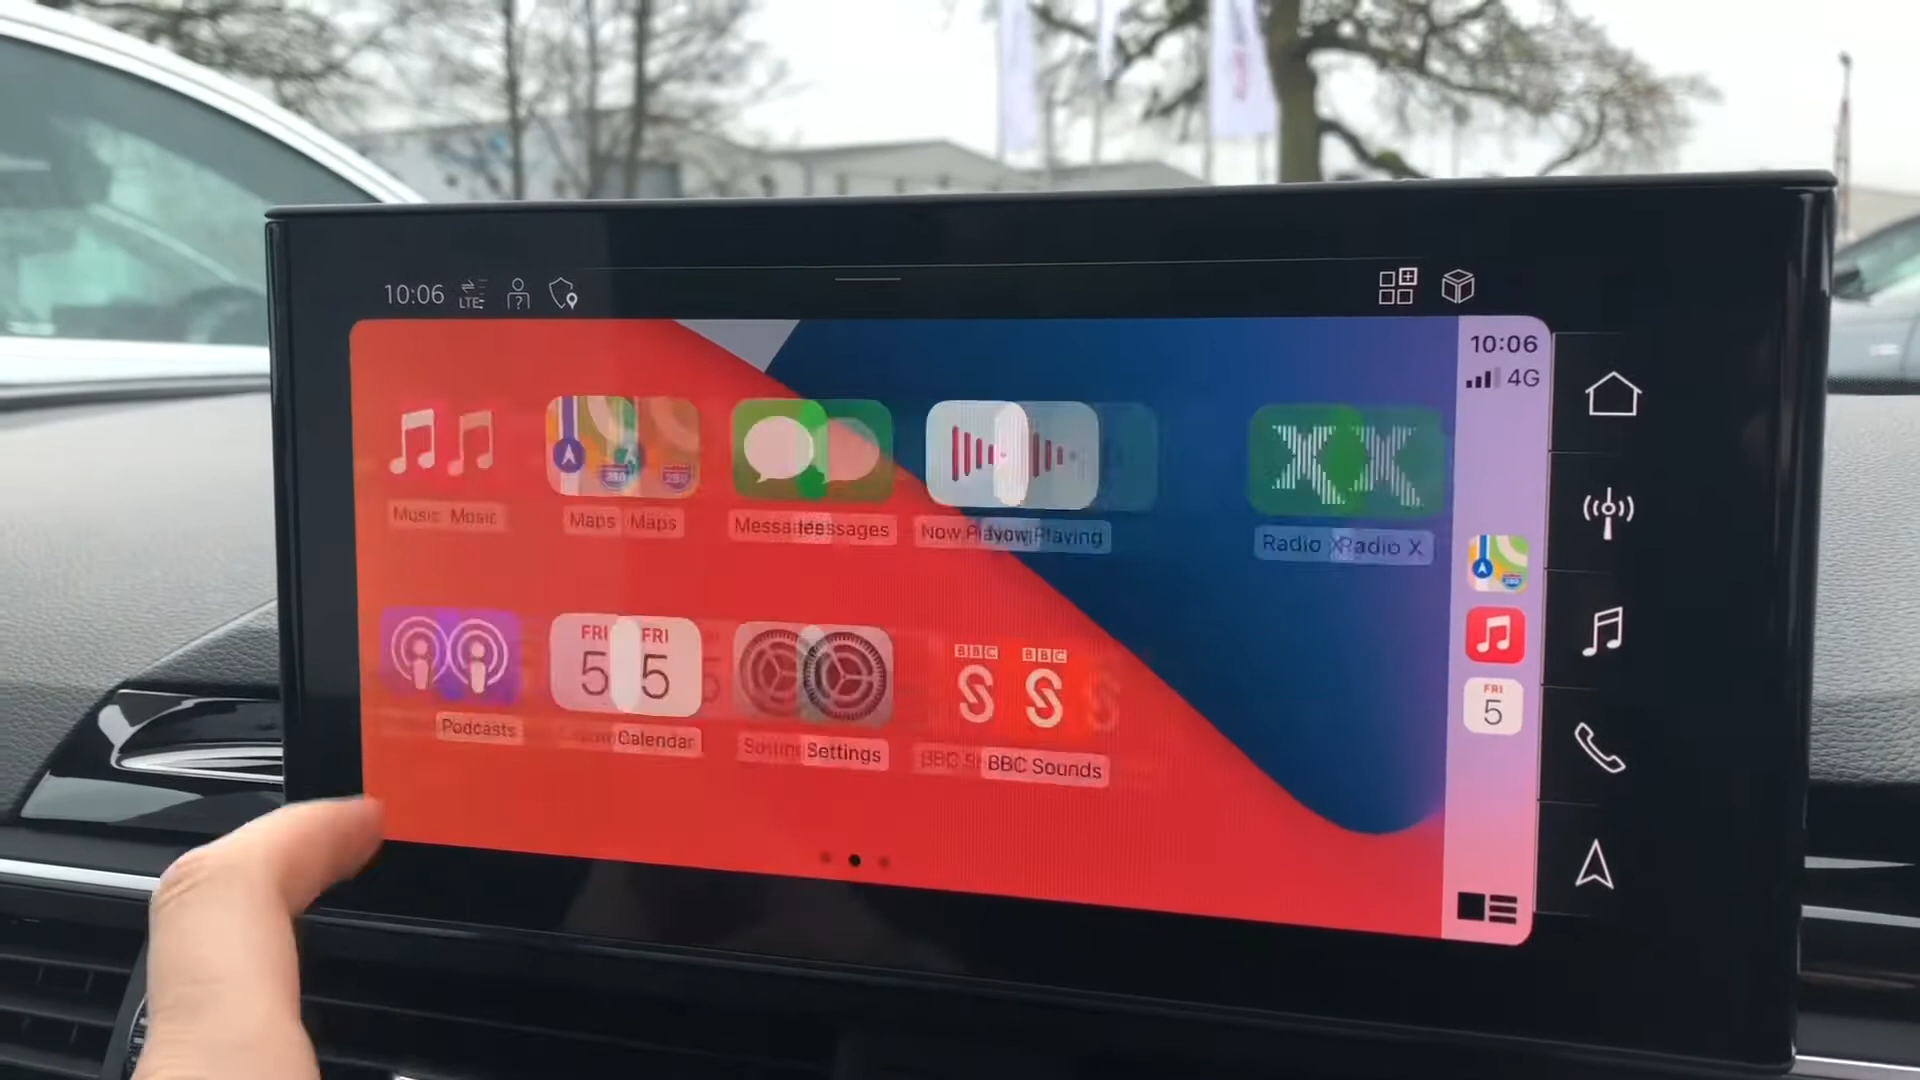 10:06 LTE
10:06
4G
Music Music
Maps Maps
Messages Messages
Now Playing Now Playing
Radio X Radio X
FRI 5
FRI 5
BBC S
BBC S
Podcasts
Calendar
Settings
BBC Sounds
FRI
5